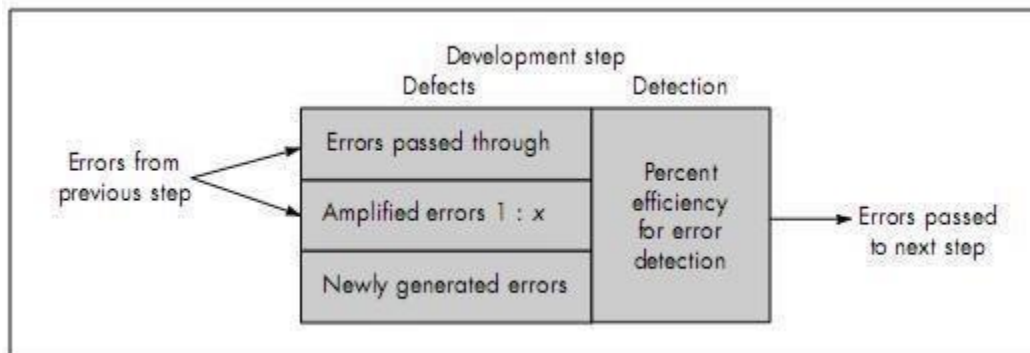 Development step
Defects
Detection
Errors from
previous step
Errors passed through
Amplified errors 1 : x
Newly generated errors
Percent
efficiency
for error
detection
Errors passed
to next step